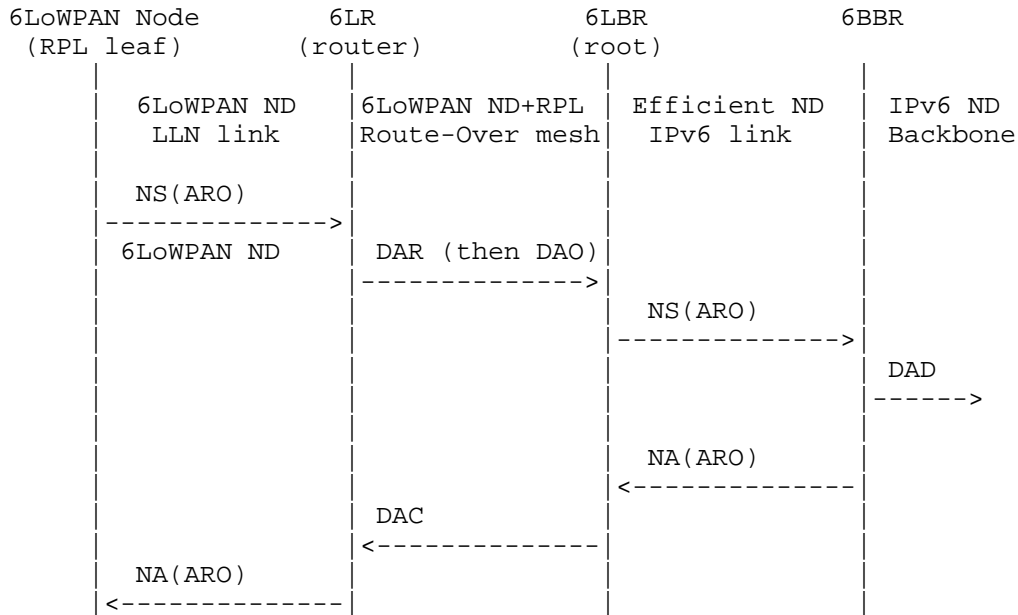 6LoWPAN Node 6LR 6LBR 6BBR
(RPL leaf) (router) (root)
6LoWPAN ND 6LoWPAN ND+RPL Efficient ND IPv6 ND
LLN link Route-Over mesh IPv6 link Backbone
NS(ARO)
6LoWPAN ND DAR (then DAO)
NS(ARO)
DAD
NA(ARO)
DAC
NA(ARO)